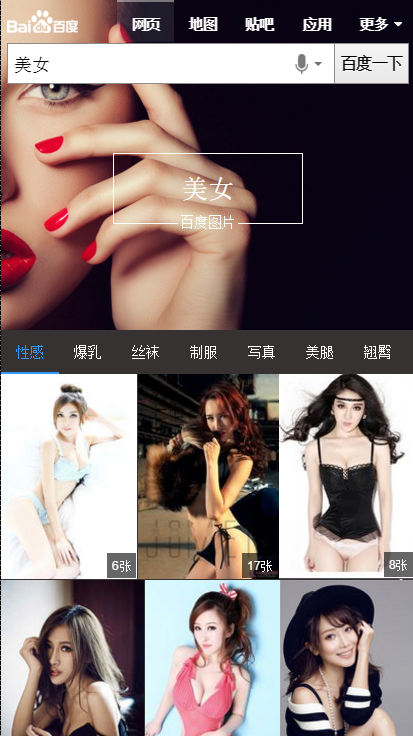 Bai百度 网页 地图 贴吧 应用 更多
美女 百度一下
美女
百度图片
性感 爆乳 丝袜 制服 写真 美腿 翘臀
6张 17张 8张